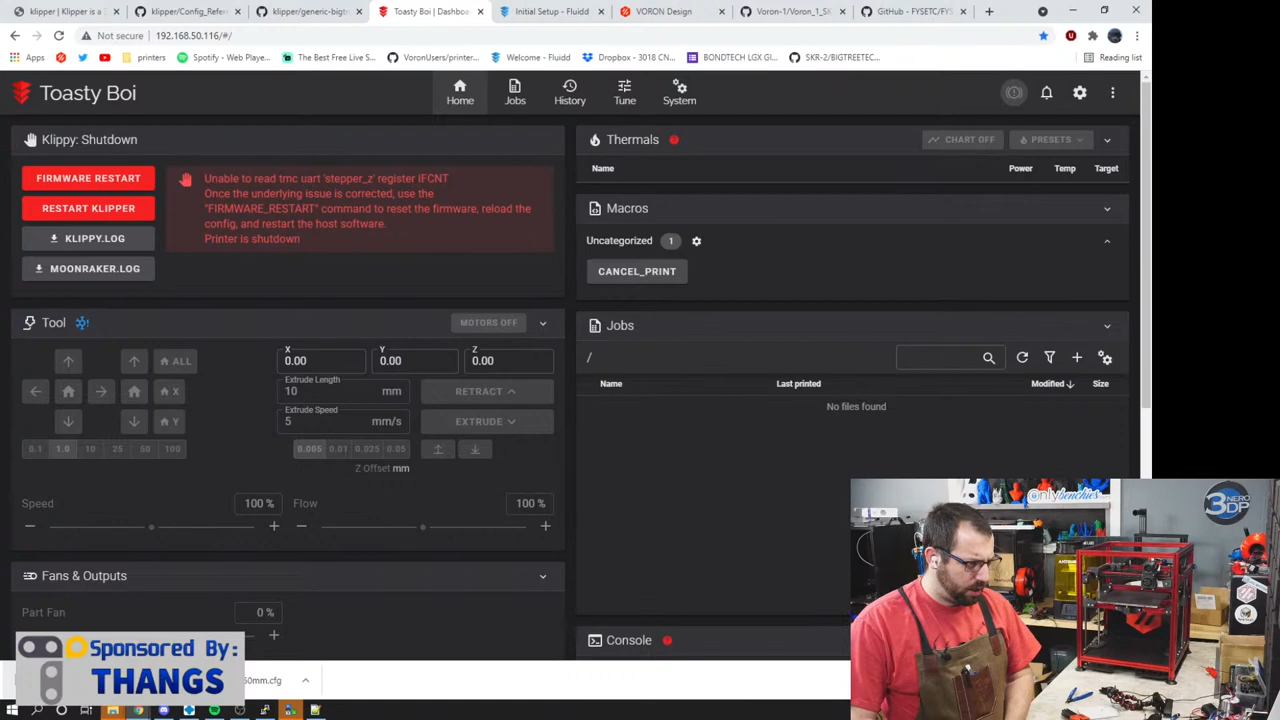 klippy | Klipper is a
klipper/Config_Refe
klipper/generic-bigt
Toasty Boi | Dashboa
Initial Setup - Fluidd
VORON Design
Voron-1/Voron_1_SK
GitHub - FYSETC/FY
Not secure 192.168.50.116/#/
Apps printers Spotify - Web Playe... The Best Free Live S... VoronUsers/printer... Welcome - Fluidd Dropbox - 3018 CN... BONDTECH LGX GI... SKR-2/BIGTREETEC... Reading list
Toasty Boi
Home Jobs History Tune System
Klippy: Shutdown
FIRMWARE RESTART
RESTART KLIPPER
KLIPPY.LOG
MOONRAKER.LOG
Unable to read tmc uart 'stepper_z' register IFCNT
Once the underlying issue is corrected, use the
"FIRMWARE_RESTART" command to reset the firmware, reload the
config, and restart the host software.
Printer is shutdown
Thermals
CHART OFF PRESETS
Name Power Temp Target
Macros
Uncategorized 1
CANCEL_PRINT
Tool
MOTORS OFF
ALL
X
Y
X 0.00
Y 0.00
Z 0.00
Extrude Length
10 mm
RETRACT
Extrude Speed
5 mm/s
EXTRUDE
0.1 1.0 10 25 50 100
0.005 0.01 0.025 0.05
Z Offset mm
Speed 100 %
Flow 100 %
Jobs
/
Name Last printed Modified Size
No files found
Fans & Outputs
Part Fan 0 %
Console
Sponsored By:
THANGS
50mm.cfg
@nlybenchies
3
NERO
3DP